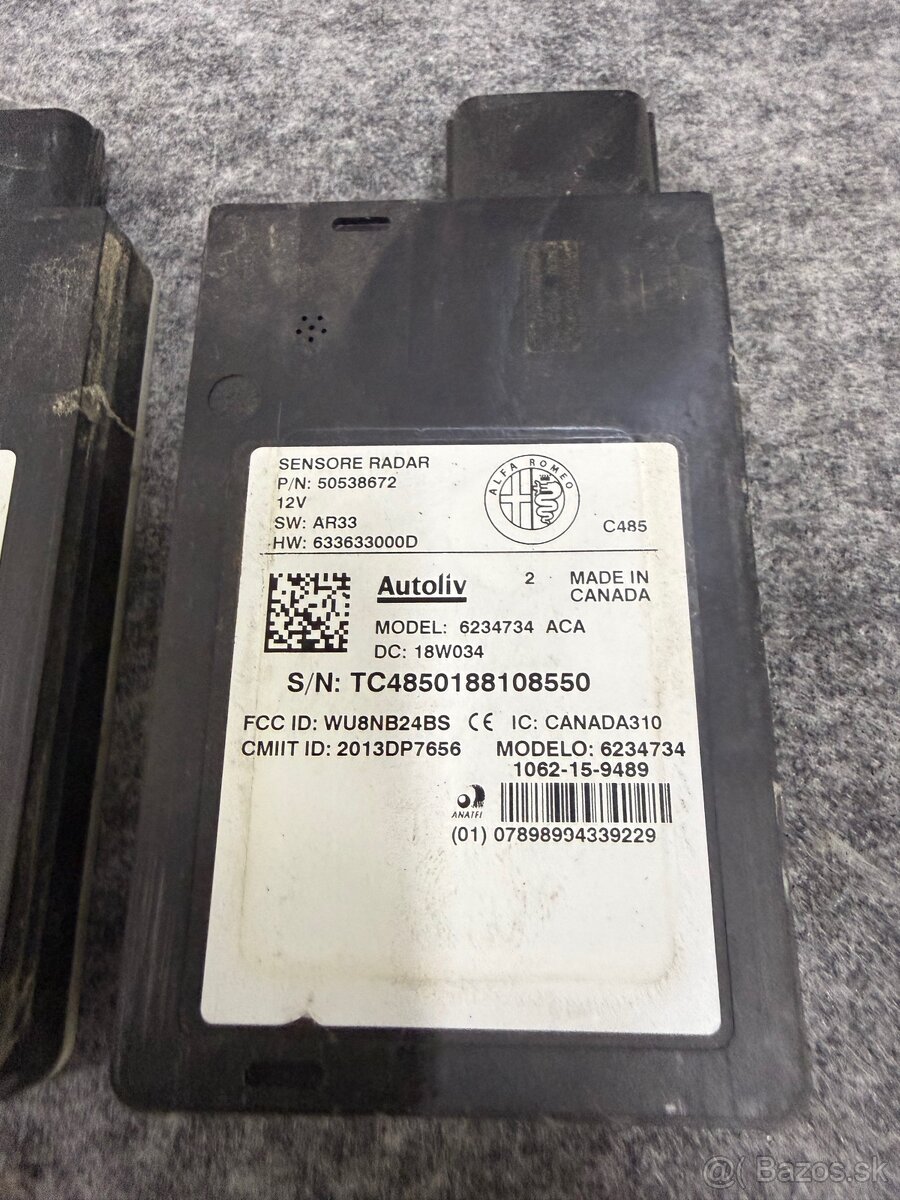 SENSORE RADAR
P/N: 50538672
12V
SW: AR33
HW: 633633000D
ALFA ROMEO
C485
Autoliv 2 MADE IN
CANADA
MODEL: 6234734 ACA
DC: 18W034
S/N: TC4850188108550
FCC ID: WU8NB24BS CE IC: CANADA310
CMIIT ID: 2013DP7656 MODELO: 6234734
1062-15-9489
ANATEL
(01) 07898994339229
@( Bazos.sk